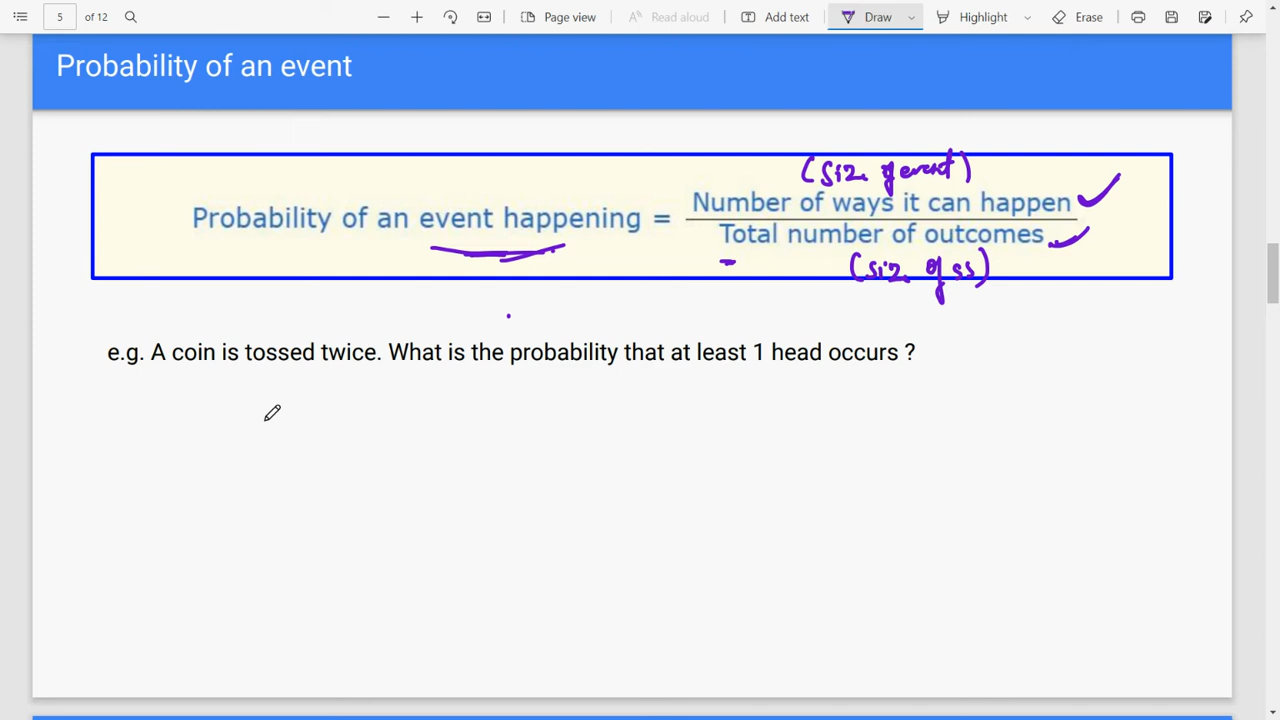 5 of 12 Page view Read aloud Add text Draw Highlight Erase
Probability of an event
(Size of event)
Probability of an event happening = Number of ways it can happen
Total number of outcomes
(Size of ss)
e.g. A coin is tossed twice. What is the probability that at least 1 head occurs ?